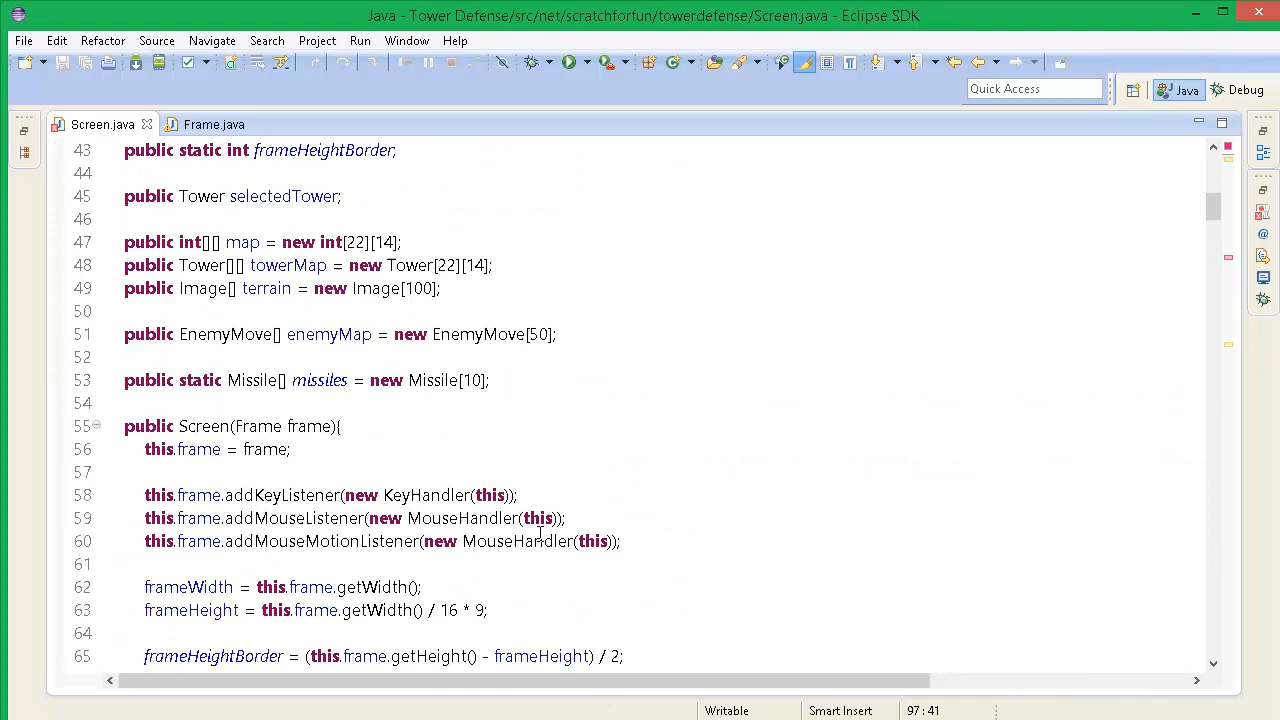 Java - Tower Defense/src/net/scratchforfun/towerdefense/Screen.java - Eclipse SDK
File Edit Refactor Source Navigate Search Project Run Window Help
Quick Access
Java
Debug
Screen.java
Frame.java
43 public static int frameHeightBorder;
44
45 public Tower selectedTower;
46
47 public int[][] map = new int[22][14];
48 public Tower[][] towerMap = new Tower[22][14];
49 public Image[] terrain = new Image[100];
50
51 public EnemyMove[] enemyMap = new EnemyMove[50];
52
53 public static Missile[] missiles = new Missile[10];
54
55 public Screen(Frame frame){
56 this.frame = frame;
57
58 this.frame.addKeyListener(new KeyHandler(this));
59 this.frame.addMouseListener(new MouseHandler(this));
60 this.frame.addMouseMotionListener(new MouseHandler(this));
61
62 frameWidth = this.frame.getWidth();
63 frameHeight = this.frame.getWidth() / 16 * 9;
64
65 frameHeightBorder = (this.frame.getHeight() - frameHeight) / 2;
Writable
Smart Insert
97 : 41